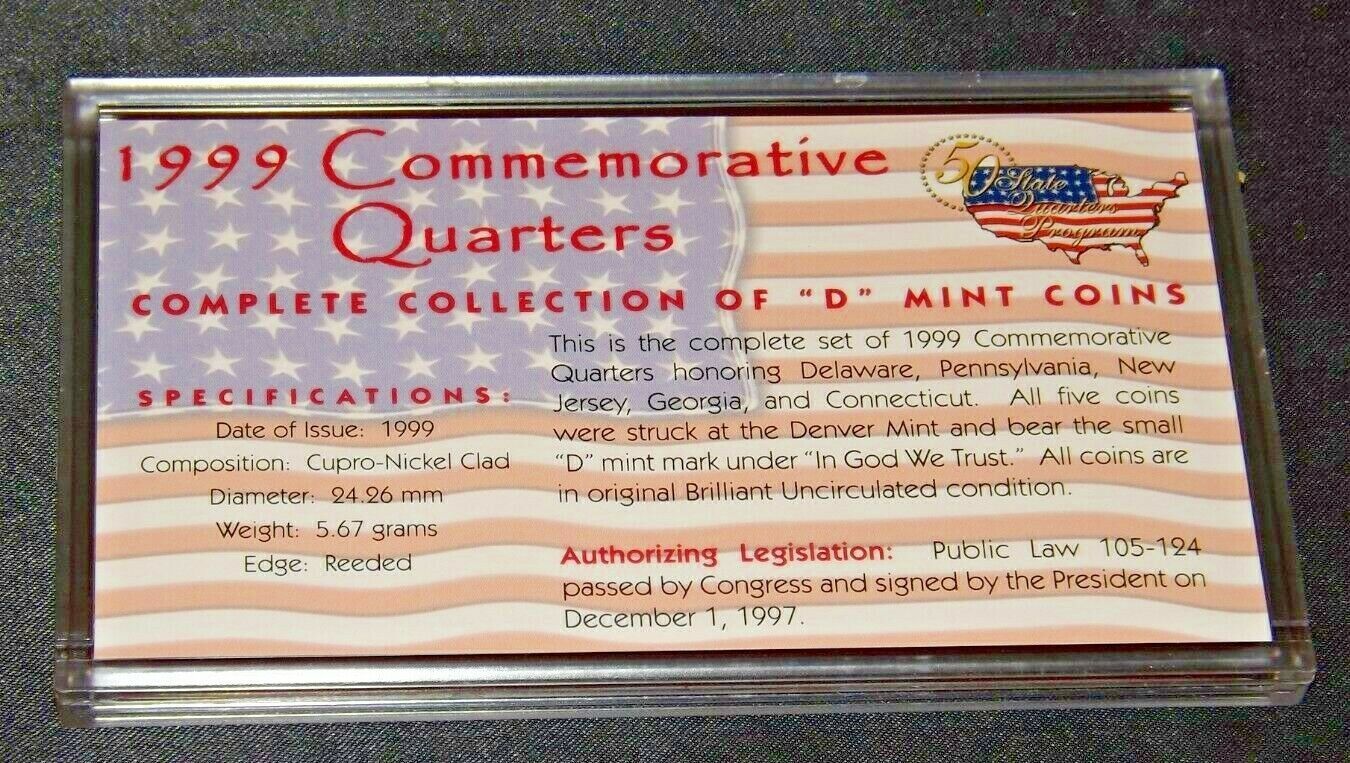 1999 Commemorative
Quarters
50 State
Quarters
Program
COMPLETE COLLECTION OF "D" MINT COINS
SPECIFICATIONS:
Date of Issue: 1999
Composition: Cupro-Nickel Clad
Diameter: 24.26 mm
Weight: 5.67 grams
Edge: Reeded
This is the complete set of 1999 Commemorative
Quarters honoring Delaware, Pennsylvania, New
Jersey, Georgia, and Connecticut. All five coins
were struck at the Denver Mint and bear the small
"D" mint mark under "In God We Trust." All coins are
in original Brilliant Uncirculated condition.
Authorizing Legislation: Public Law 105-124
passed by Congress and signed by the President on
December 1, 1997.